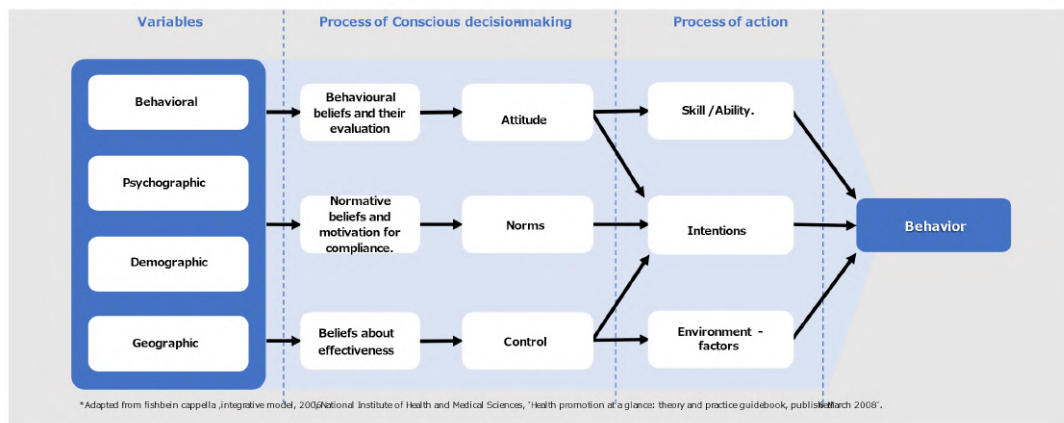 Variables
Process of Conscious decision-making
Process of action
Behavioral
Psychographic
Demographic
Geographic
Behavioural
beliefs and their
evaluation
Normative
beliefs and
motivation for
compliance.
Beliefs about
effectiveness
Attitude
Norms
Control
Skill /Ability.
Intentions
Environment -
factors
Behavior
*Adapted from fishbein cappella ,integrative model, 2006, National Institute of Health and Medical Sciences, 'Health promotion at a glance: theory and practice guidebook, published March 2008'.